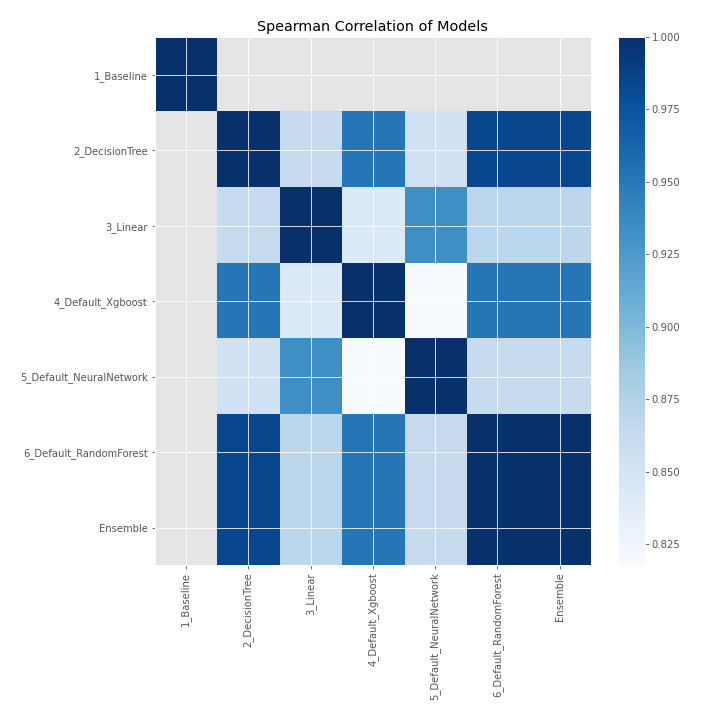 Spearman Correlation of Models
1_Baseline
2_DecisionTree
3_Linear
4_Default_Xgboost
5_Default_NeuralNetwork
6_Default_RandomForest
Ensemble
1_Baseline
2_DecisionTree
3_Linear
4_Default_Xgboost
5_Default_NeuralNetwork
6_Default_RandomForest
Ensemble
1.000
0.975
0.950
0.925
0.900
0.875
0.850
0.825